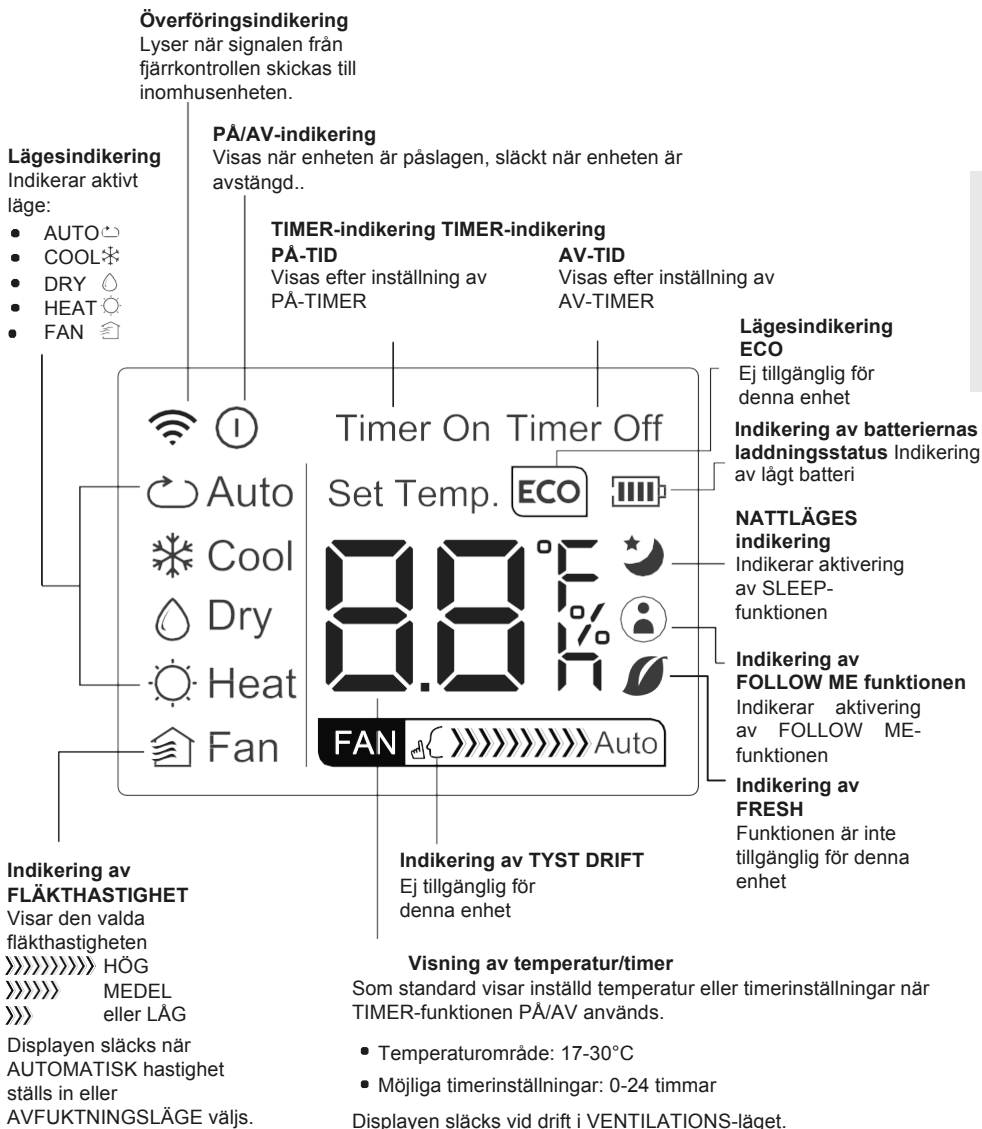 Överföringsindikering
Lyser när signalen från
fjärrkontrollen skickas till
inomhusenheten.
PÅ/AV-indikering
Visas när enheten är påslagen, släckt när enheten är
avstängd..
Lägesindikering
Indikerar aktivt
läge:
AUTO
COOL
DRY
HEAT
FAN
TIMER-indikering TIMER-indikering
PÅ-TID
Visas efter inställning av
PÅ-TIMER
AV-TID
Visas efter inställning av
AV-TIMER
Lägesindikering
ECO
Ej tillgänglig för
denna enhet
Indikering av batteriernas
laddningsstatus Indikering
av lågt batteri
NATTLÄGES
indikering
Indikerar aktivering
av SLEEP-
funktionen
Indikering av
FOLLOW ME funktionen
Indikerar aktivering
av FOLLOW ME-
funktionen
Indikering av
FRESH
Funktionen är inte
tillgänglig för denna
enhet
Timer On Timer Off
Auto
Set Temp. ECO
Cool
Dry
Heat
Fan
88 °F
%
h
FAN Auto
Indikering av
FLÄKTHASTIGHET
Visar den valda
fläkthastigheten
HÖG
MEDEL
eller LÅG
Displayen släcks när
AUTOMATISK hastighet
ställs in eller
AVFUKTNINGSLÄGE väljs.
Indikering av TYST DRIFT
Ej tillgänglig för
denna enhet
Visning av temperatur/timer
Som standard visar inställd temperatur eller timerinställningar när
TIMER-funktionen PÅ/AV används.
Temperaturområde: 17-30°C
Möjliga timerinställningar: 0-24 timmar
Displayen släcks vid drift i VENTILATIONS-läget.